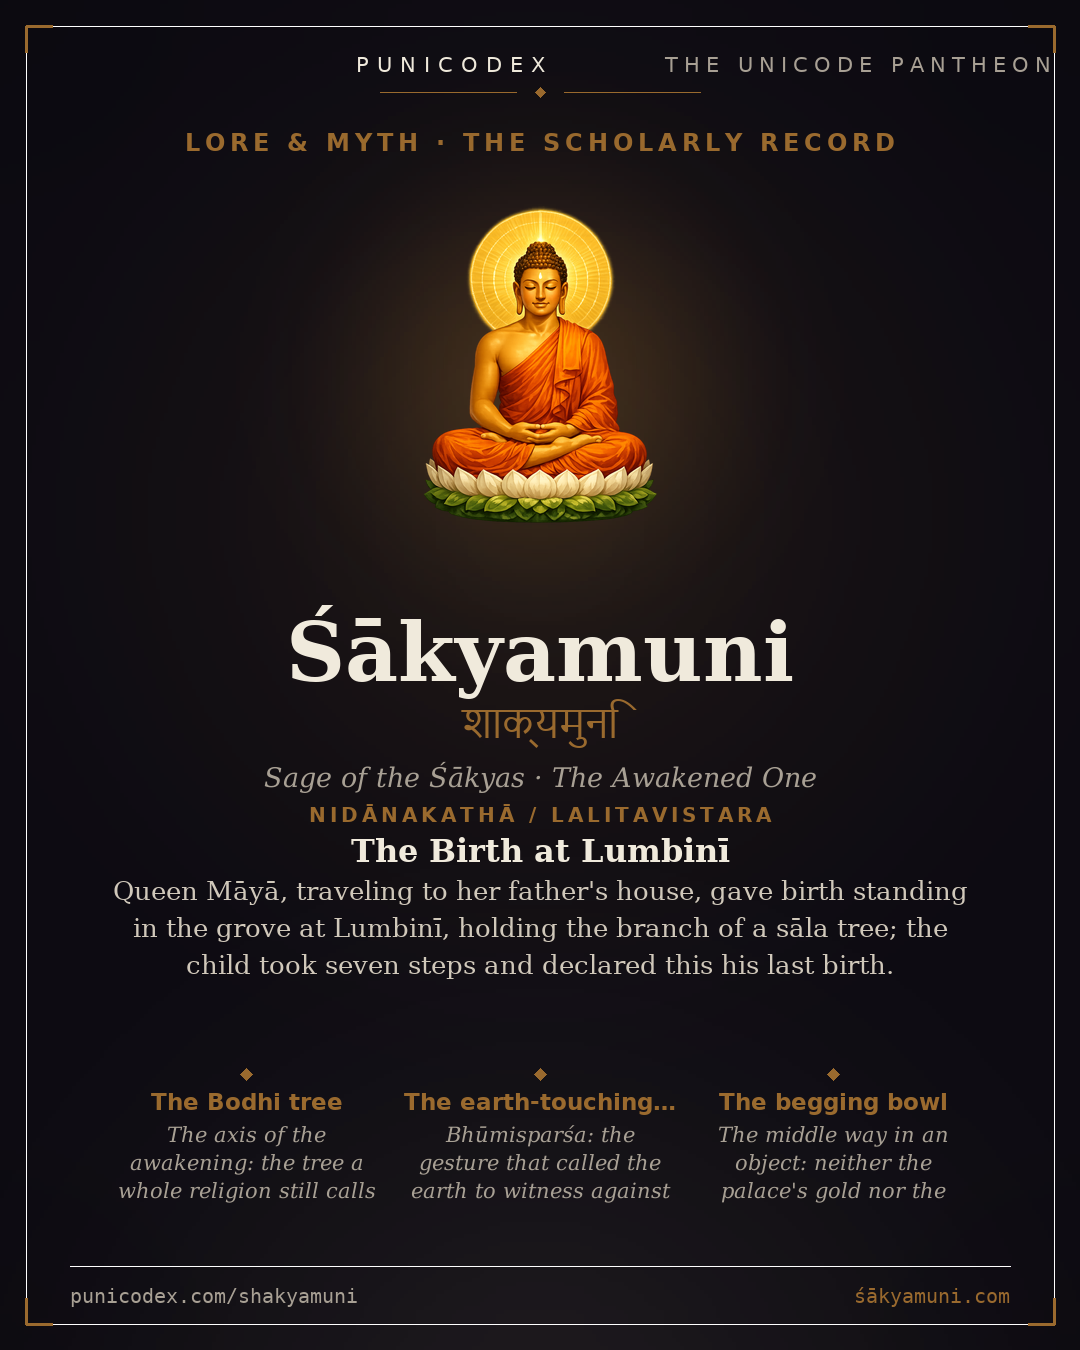 PUNICODEX THE UNICODE PANTHEON
LORE & MYTH · THE SCHOLARLY RECORD
Śākyamuni
शाक्यमुनि
Sage of the Śākyas · The Awakened One
NIDĀNAKATHĀ / LALITAVISTARA
The Birth at Lumbinī
Queen Māyā, traveling to her father's house, gave birth standing
in the grove at Lumbinī, holding the branch of a sāla tree; the
child took seven steps and declared this his last birth.
The Bodhi tree
The axis of the
awakening: the tree a
whole religion still calls
The earth-touching…
Bhūmisparśa: the
gesture that called the
earth to witness against
The begging bowl
The middle way in an
object: neither the
palace's gold nor the
punicodex.com/shakyamuni
śākyamuni.com